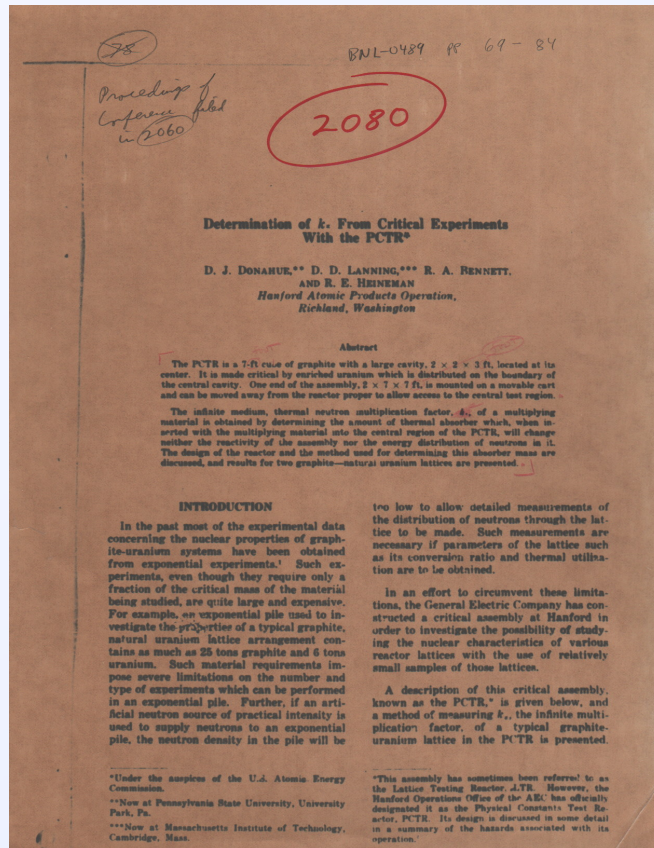 78
BNL-0489 pp 69-84
Proceedings of
Conference filed
in 2060
2080
Determination of k∞ From Critical Experiments
With the PCTR*
D. J. DONAHUE,** D. D. LANNING,*** R. A. BENNETT,
AND R. E. HEINEMAN
Hanford Atomic Products Operation,
Richland, Washington
Abstract
The PCTR is a 7-ft cube of graphite with a large cavity, 2 × 2 × 3 ft, located at its
center. It is made critical by enriched uranium which is distributed on the boundary of
the central cavity. One end of the assembly, 2 × 7 × 7 ft, is mounted on a movable cart
and can be moved away from the reactor proper to allow access to the central test region.
The infinite medium, thermal neutron multiplication factor, of a multiplying
material is obtained by determining the amount of thermal absorber which, when in-
serted with the multiplying material into the central region of the PCTR, will change
neither the reactivity of the assembly nor the energy distribution of neutrons in it.
The design of the reactor and the method used for determining this absorber mass are
discussed, and results for two graphite—natural uranium lattices are presented.
INTRODUCTION
In the past most of the experimental data
concerning the nuclear properties of graph-
ite-uranium systems have been obtained
from exponential experiments.¹ Such ex-
periments, even though they require only a
fraction of the critical mass of the material
being studied, are quite large and expensive.
For example, an exponential pile used to in-
vestigate the properties of a typical graphite,
natural uranium lattice arrangement con-
tains as much as 25 tons graphite and 6 tons
uranium. Such material requirements im-
pose severe limitations on the number and
type of experiments which can be performed
in an exponential pile. Further, if an arti-
ficial neutron source of practical intensity is
used to supply neutrons to an exponential
pile, the neutron density in the pile will be
*Under the auspices of the U.S. Atomic Energy
Commission.
**Now at Pennsylvania State University, University
Park, Pa.
***Now at Massachusetts Institute of Technology,
Cambridge, Mass.
too low to allow detailed measurements of
the distribution of neutrons through the lat-
tice to be made. Such measurements are
necessary if parameters of the lattice such
as its conversion ratio and thermal utiliza-
tion are to be obtained.
In an effort to circumvent these limita-
tions, the General Electric Company has con-
structed a critical assembly at Hanford in
order to investigate the possibility of study-
ing the nuclear characteristics of various
reactor lattices with the use of relatively
small samples of those lattices.
A description of this critical assembly,
known as the PCTR,* is given below, and
a method of measuring k∞, the infinite multi-
plication factor, of a typical graphite-
uranium lattice in the PCTR is presented.
*This assembly has sometimes been referred to as
the Lattice Testing Reactor, LTR. However, the
Hanford Operations Office of the AEC has officially
designated it as the Physical Constants Test Re-
actor, PCTR. Its design is discussed in some detail
in a summary of the hazards associated with its
operation.